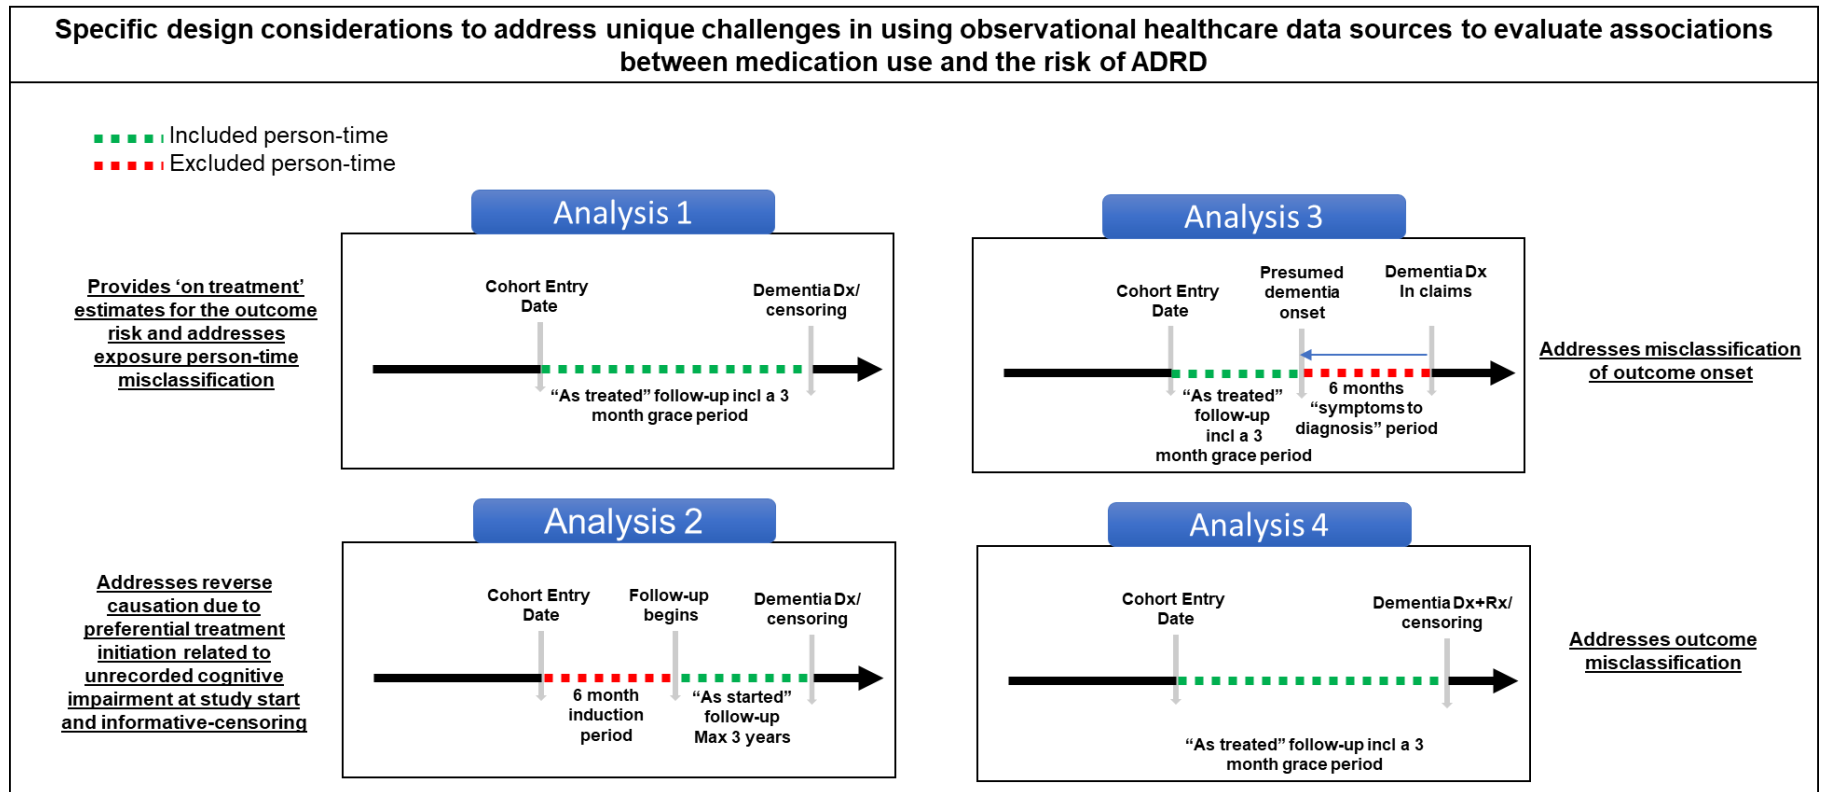 Specific design considerations to address unique challenges in using observational healthcare data sources to evaluate associations
between medication use and the risk of ADRD
Included person-time
Excluded person-time
Analysis 1
Provides ‘on treatment’
estimates for the outcome
risk and addresses
exposure person-time
misclassification
Cohort Entry
Date
Dementia Dx/
censoring
“As treated” follow-up incl a 3
month grace period
Analysis 3
Cohort Entry
Date
Presumed
dementia
onset
Dementia Dx
In claims
“As treated”
follow-up
incl a 3
month grace period
6 months
“symptoms to
diagnosis” period
Addresses misclassification
of outcome onset
Analysis 2
Addresses reverse
causation due to
preferential treatment
initiation related to
unrecorded cognitive
impairment at study start
and informative-censoring
Cohort Entry
Date
Follow-up
begins
Dementia Dx/
censoring
6 month
induction
period
“As started”
follow-up
Max 3 years
Analysis 4
Cohort Entry
Date
Dementia Dx+Rx/
censoring
“As treated” follow-up incl a 3
month grace period
Addresses outcome
misclassification